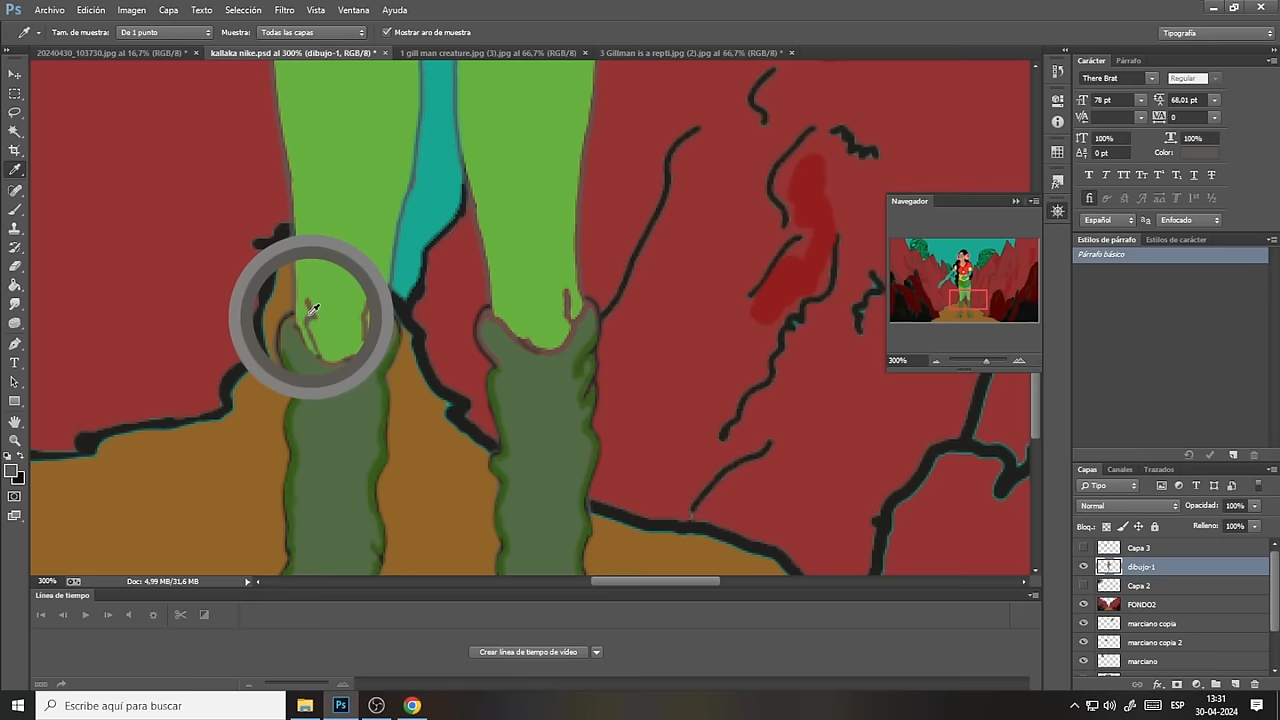 Archivo Edición Imagen Capa Texto Selección Filtro Vista Ventana Ayuda
Tam. de muestra: De 1 punto Muestra: Todas las capas Mostrar aro de muestra Tipografía
20240430_103730.jpg al 16,7% (RGB/8) * × kallaka nike.psd al 300% (dibujo-1, RGB/8) * × 1 gill man creature.jpg (3).jpg al 66,7% (RGB/8) × 3 Gillman is a repti.jpg (2).jpg al 66,7% (RGB/8) * ×
Carácter Párrafo
There Brat Regular
78 pt 68,01 pt
0
100% 100%
0 pt Color:
Español Enfocado
Navegador
300%
Estilos de párrafo Estilos de carácter
Párrafo básico
Capas Canales Trazados
Tipo
Normal Opacidad: 100%
Bloq.: Relleno: 100%
Capa 3
dibujo-1
Capa 2
FONDO2
marciano copia
marciano copia 2
marciano
300% Doc: 4,99 MB/31,6 MB
Línea de tiempo
Crear línea de tiempo de vídeo
Escribe aquí para buscar
ESP
13:31
30-04-2024